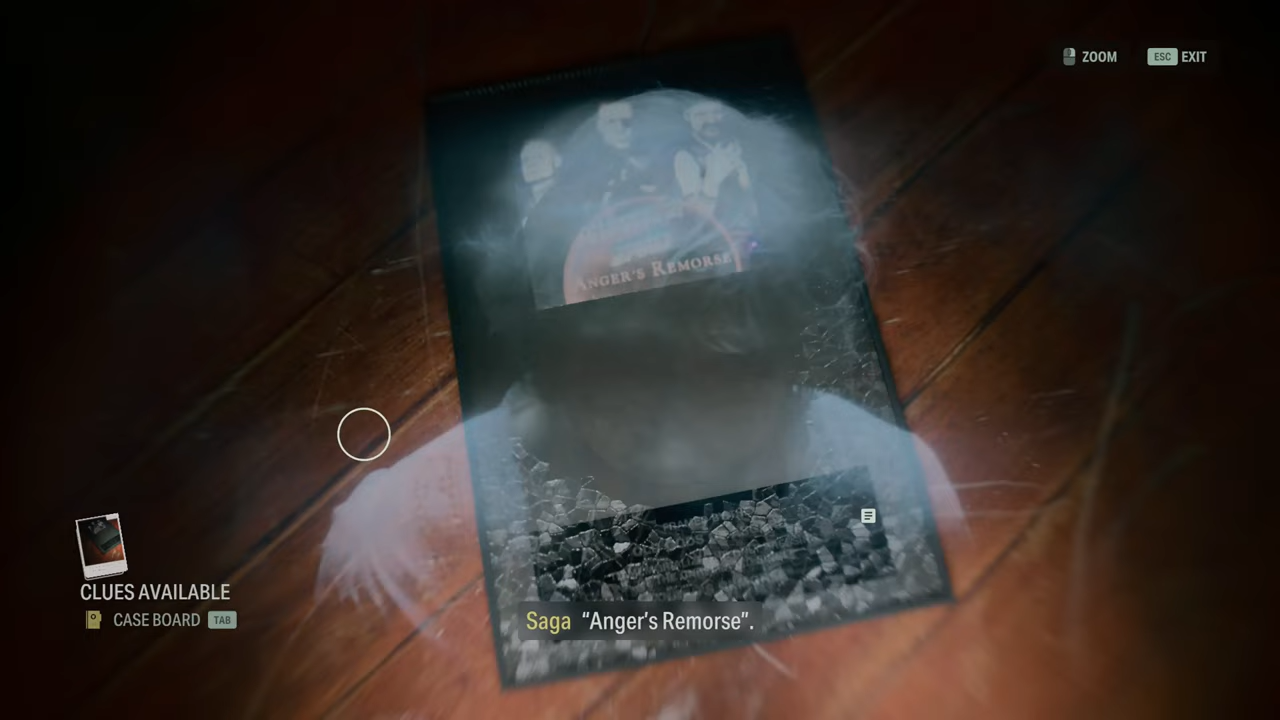 ZOOM
ESC EXIT
ANGER'S REMORSE
CLUES AVAILABLE
CASE BOARD TAB
Saga "Anger's Remorse".